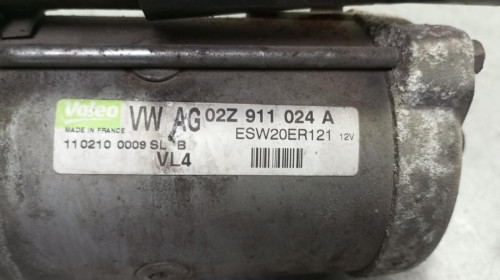 Valeo VW AG 02Z 911 024 A
MADE IN FRANCE ESW20ER121 12V
110210 0009 SL B
VL4